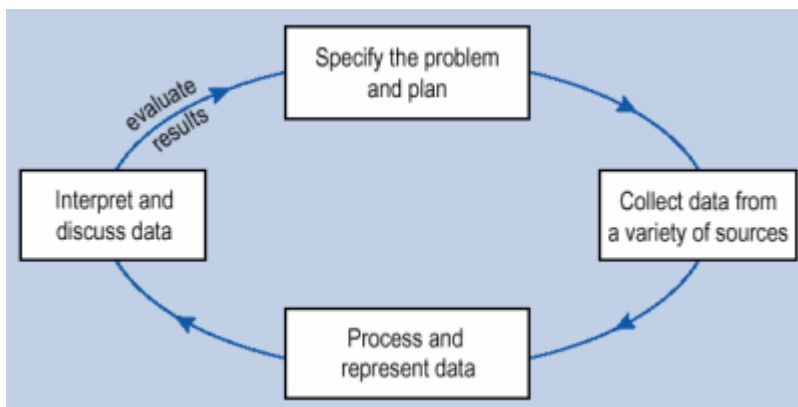 Specify the problem
and plan
evaluate
results
Interpret and
discuss data
Collect data from
a variety of sources
Process and
represent data